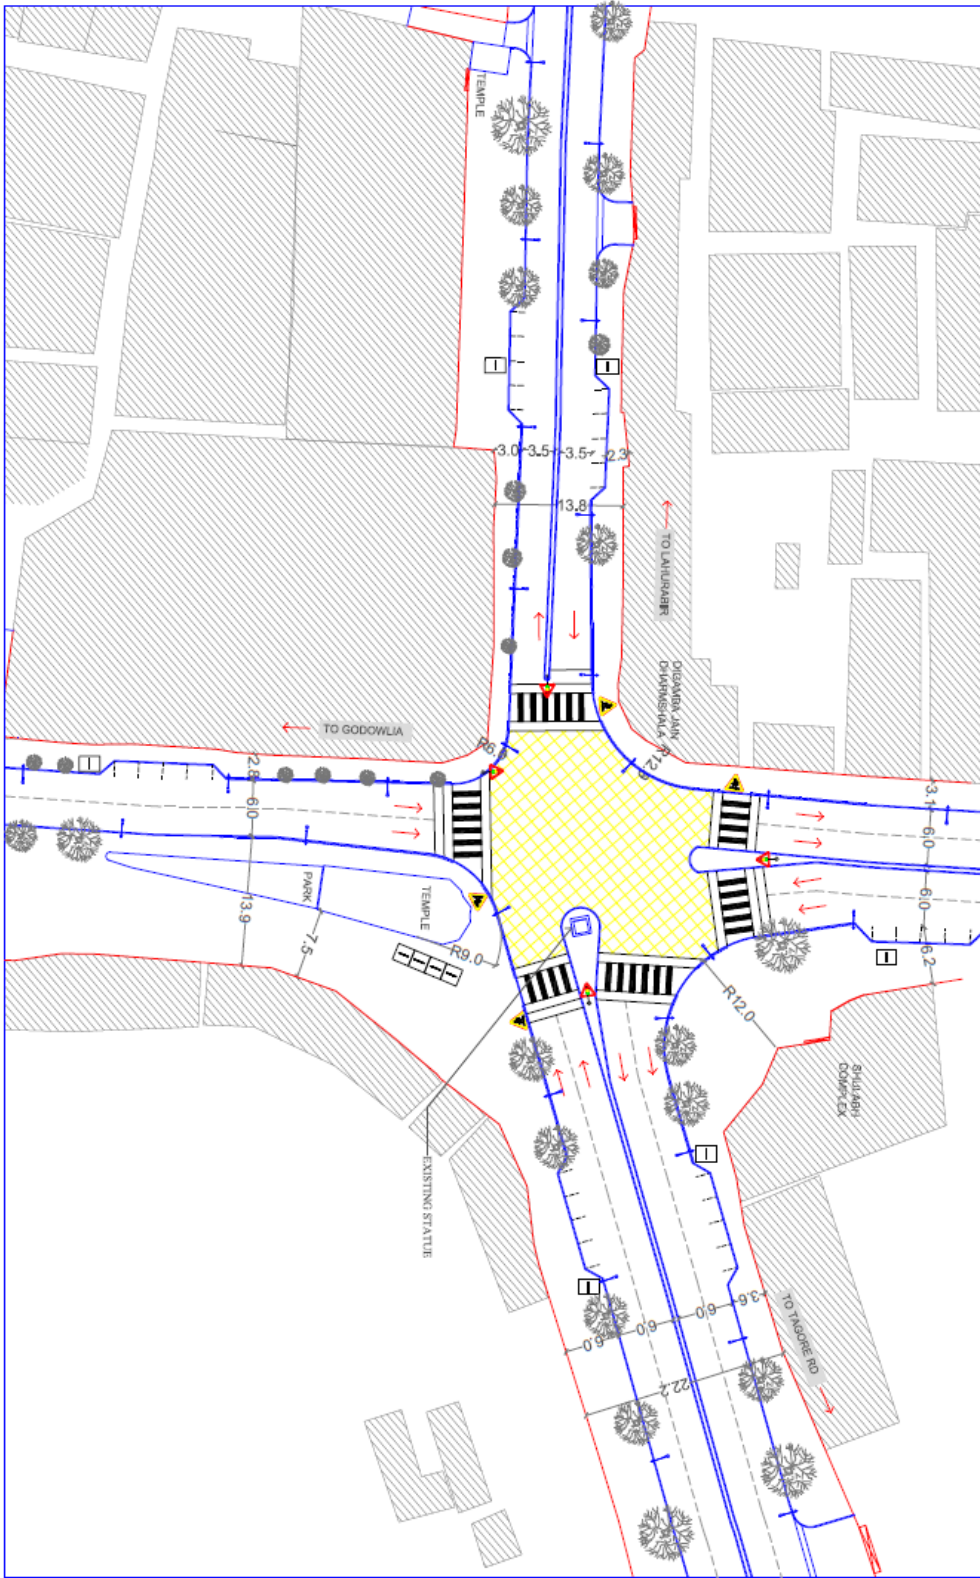 TEMPLE
3.0
3.5
3.5
2.3
13.8
TO LAHURABIR
DIGAMBA JAIN
DHARMSHALA
TO GODOWLIA
R12.0
2.8
6.0
13.9
3.1
6.0
6.0
6.2
PARK
7.5
TEMPLE
R9.0
R12.0
SHULABH
COMPLEX
EXISTING STATUE
TO TAGORE RD
3.6
6.0
6.0
6.0
22.2